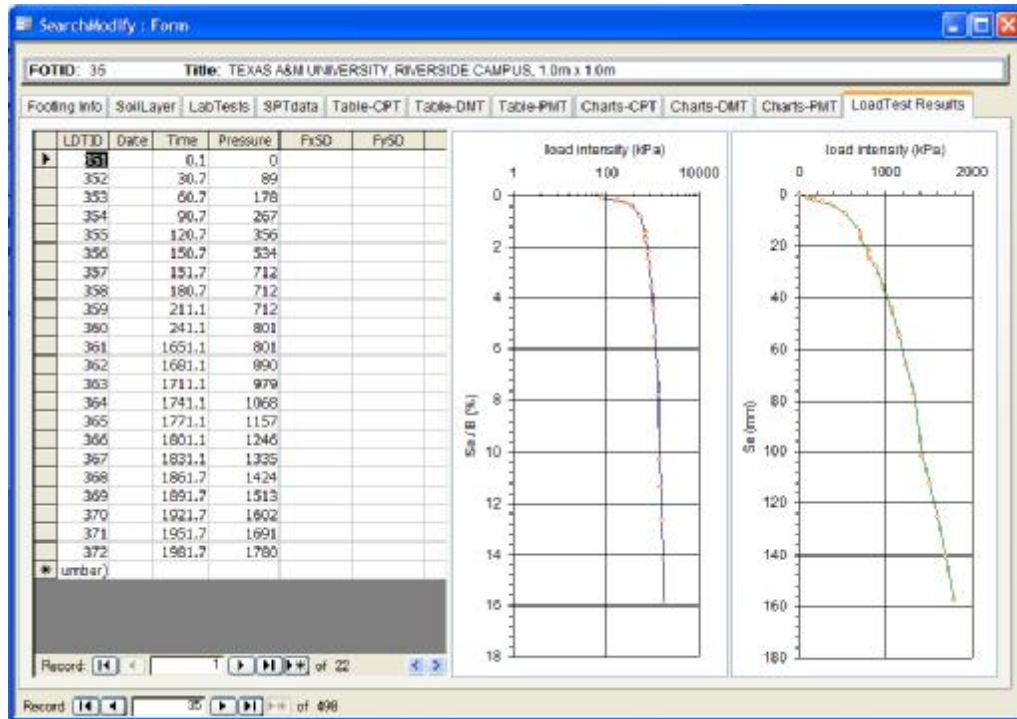 SearchModify : Form
FOTID: 35 Title: TEXAS A&M UNIVERSITY, RIVERSIDE CAMPUS, 1.0m x 1.0m
Footing Info SoilLayer LabTests SPTdata Table-CPT Table-DMT Table-PMT Charts-CPT Charts-DMT Charts-PMT LoadTest Results
LDTID Date Time Pressure FxSD FySD
351 0.1 0
352 30.7 89
353 60.7 178
354 90.7 267
355 120.7 356
356 150.7 534
357 151.7 712
358 180.7 712
359 211.1 712
360 241.1 801
361 1651.1 801
362 1681.1 890
363 1711.1 979
364 1741.1 1068
365 1771.1 1157
366 1801.1 1246
367 1831.1 1335
368 1861.7 1424
369 1891.7 1513
370 1921.7 1602
371 1951.7 1691
372 1981.7 1780
umber)
Record: 1 of 22
load intensity (kPa)
1 100 10000
0
2
4
6
8
10
12
14
16
18
Se / B (%)
load intensity (kPa)
0 1000 2000
0
20
40
60
80
100
120
140
160
180
Se (mm)
Record: 35 of 498